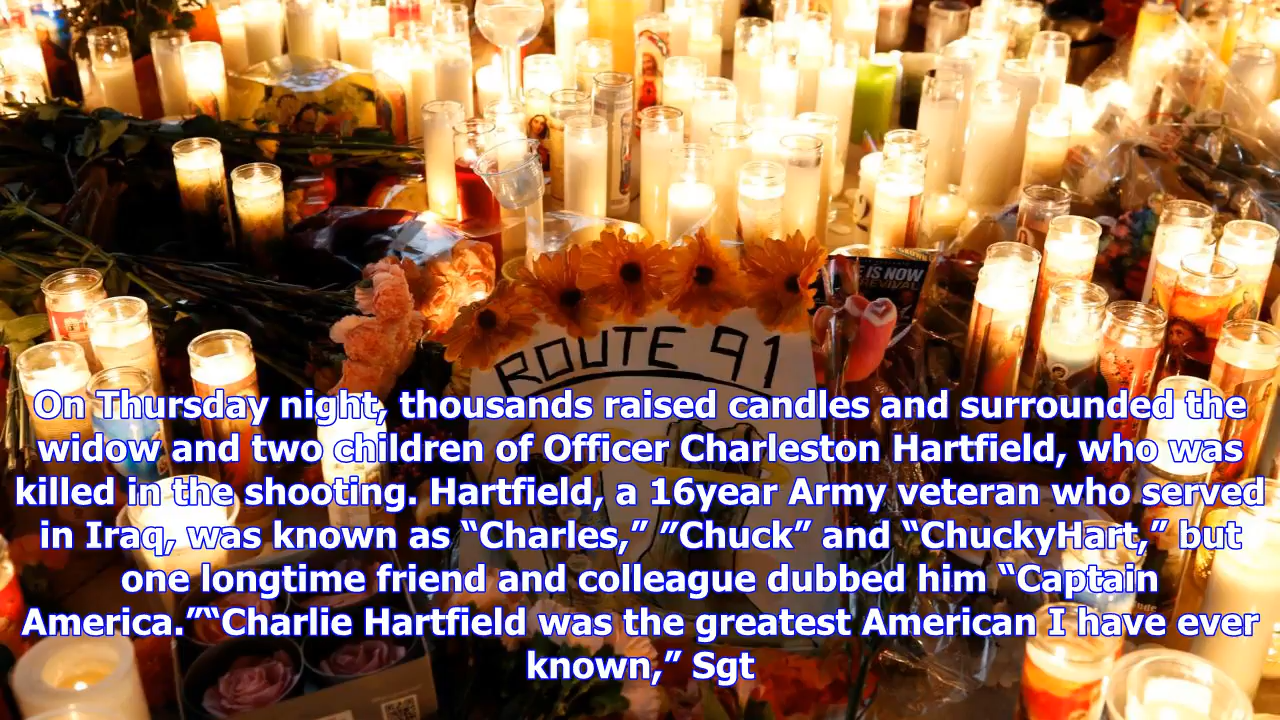 E IS NOW
REVIVAL
ROUTE 91
On Thursday night, thousands raised candles and surrounded the
widow and two children of Officer Charleston Hartfield, who was
killed in the shooting. Hartfield, a 16year Army veteran who served
in Iraq, was known as “Charles,” ”Chuck” and “ChuckyHart,” but
one longtime friend and colleague dubbed him “Captain
America.”“Charlie Hartfield was the greatest American I have ever
known,” Sgt